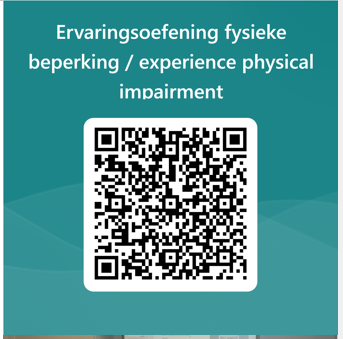 Ervaringsoefening fysieke
beperking / experience physical
impairment